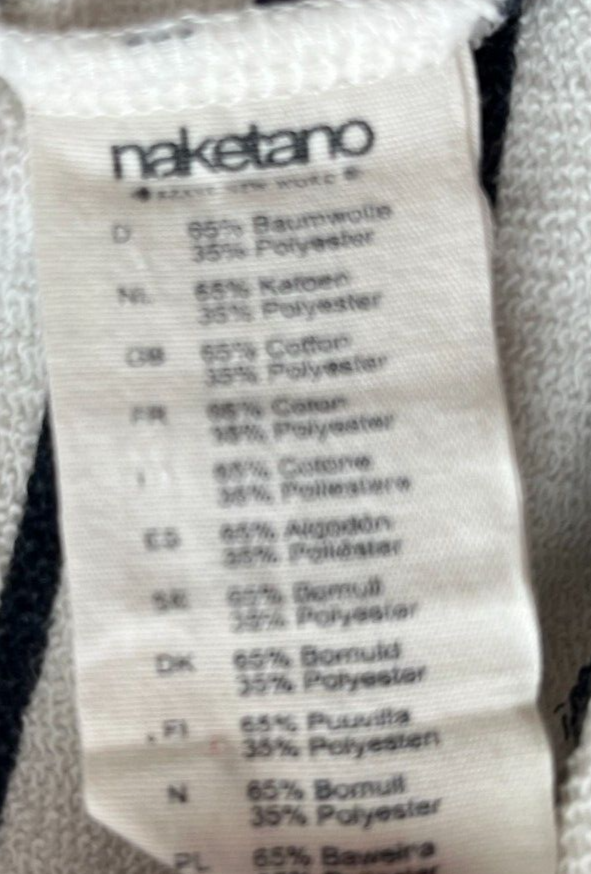 naketano
D 65% Baumwolle
35% Polyester
NL 65% Katoen
35% Polyester
GB 65% Cotton
35% Polyester
FR 65% Coton
35% Polyester
I 65% Cotone
35% Poliestere
ES 65% Algodón
35% Poliéster
SE 65% Bomull
35% Polyester
DK 65% Bomuld
35% Polyester
FI 65% Puuvilla
35% Polyesteri
N 65% Bomull
35% Polyester
PL 65% Bawełna